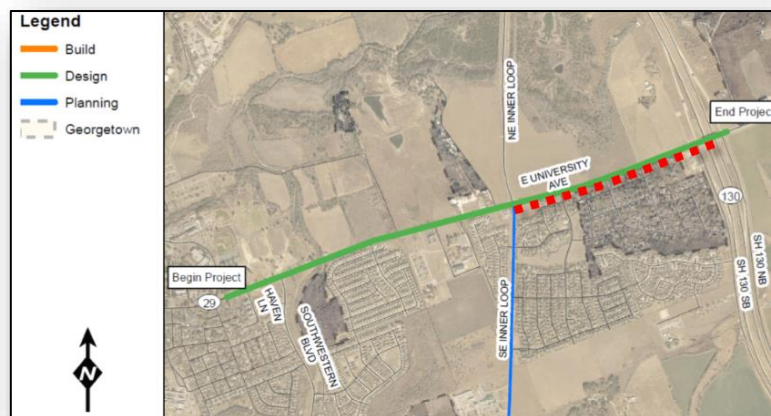 Legend
Build
Design
Planning
Georgetown
N
Begin Project
29
HAVEN
LN
SOUTHWESTERN
BLVD
NE INNER LOOP
SE INNER LOOP
E UNIVERSITY
AVE
End Projec
130
SH 130 SB
SH 130 NB